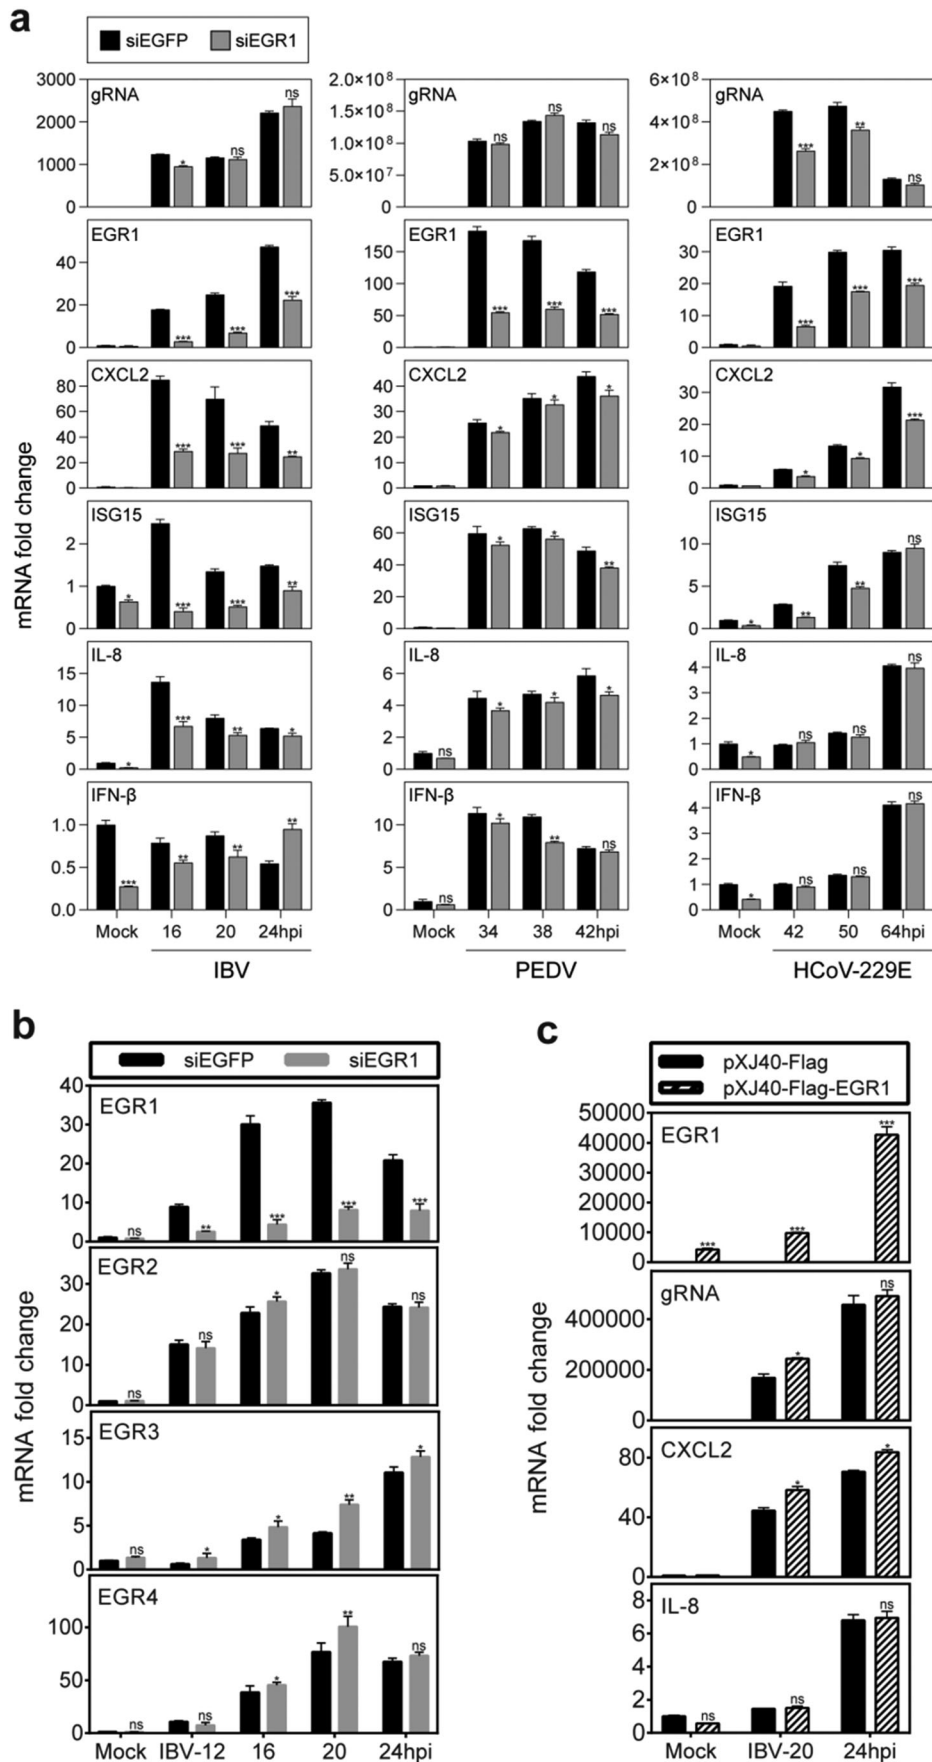 a
siEGFP siEGR1
mRNA fold change
gRNA
3000
2000
1000
0
* ns ns
gRNA
2.0×10⁸
1.5×10⁸
1.0×10⁸
5.0×10⁷
0
ns ns ns
gRNA
6×10⁸
4×10⁸
2×10⁸
0
*** ** ns
EGR1
40
20
0
*** *** ***
EGR1
150
100
50
0
*** *** ***
EGR1
30
20
10
0
*** *** ***
CXCL2
80
60
40
20
0
*** *** **
CXCL2
40
30
20
10
0
* * *
CXCL2
30
20
10
0
* * ***
ISG15
2
1
0
* *** *** **
ISG15
60
40
20
0
* * **
ISG15
10
5
0
* ** ** ns
IL-8
15
10
5
0
* *** ** *
IL-8
6
4
2
0
ns * * *
IL-8
4
3
2
1
0
* ns ns ns
IFN-β
1.0
0.5
0.0
*** ** ** **
IFN-β
10
5
0
ns * ** ns
IFN-β
4
3
2
1
0
* ns ns ns
Mock 16 20 24hpi
IBV
Mock 34 38 42hpi
PEDV
Mock 42 50 64hpi
HCoV-229E
b
siEGFP siEGR1
mRNA fold change
EGR1
40
30
20
10
0
ns ** *** *** ***
EGR2
30
20
10
0
ns ns * ns ns
EGR3
15
10
5
0
ns * * ** *
EGR4
100
50
0
ns ns * ** ns
Mock IBV-12 16 20 24hpi
c
pXJ40-Flag
pXJ40-Flag-EGR1
mRNA fold change
EGR1
50000
40000
30000
20000
10000
0
*** *** ***
gRNA
400000
200000
0
* ns
CXCL2
80
40
0
* *
IL-8
8
6
4
2
0
ns ns ns
Mock IBV-20 24hpi